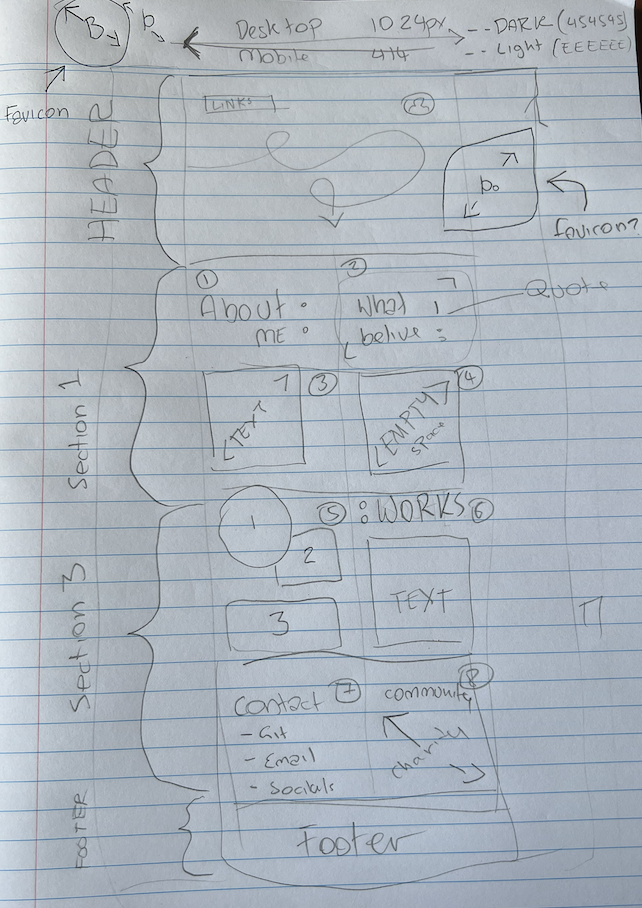 B
b
Desktop 1024px
Mobile 414
-- DARK (454545)
-- Light (EEEEEE)
Favicon
HEADER
LINKS
b.
favicon?
Section 1
① About :
ME
② What I
belive :
Quote
③ TEXT
④ EMPTY
SPACE
Section 3
⑤ : WORKS ⑥
1
2
3
TEXT
Contact ⑦
- Git
- Email
- Socials
community ⑧
charity
FOOTER
Footer